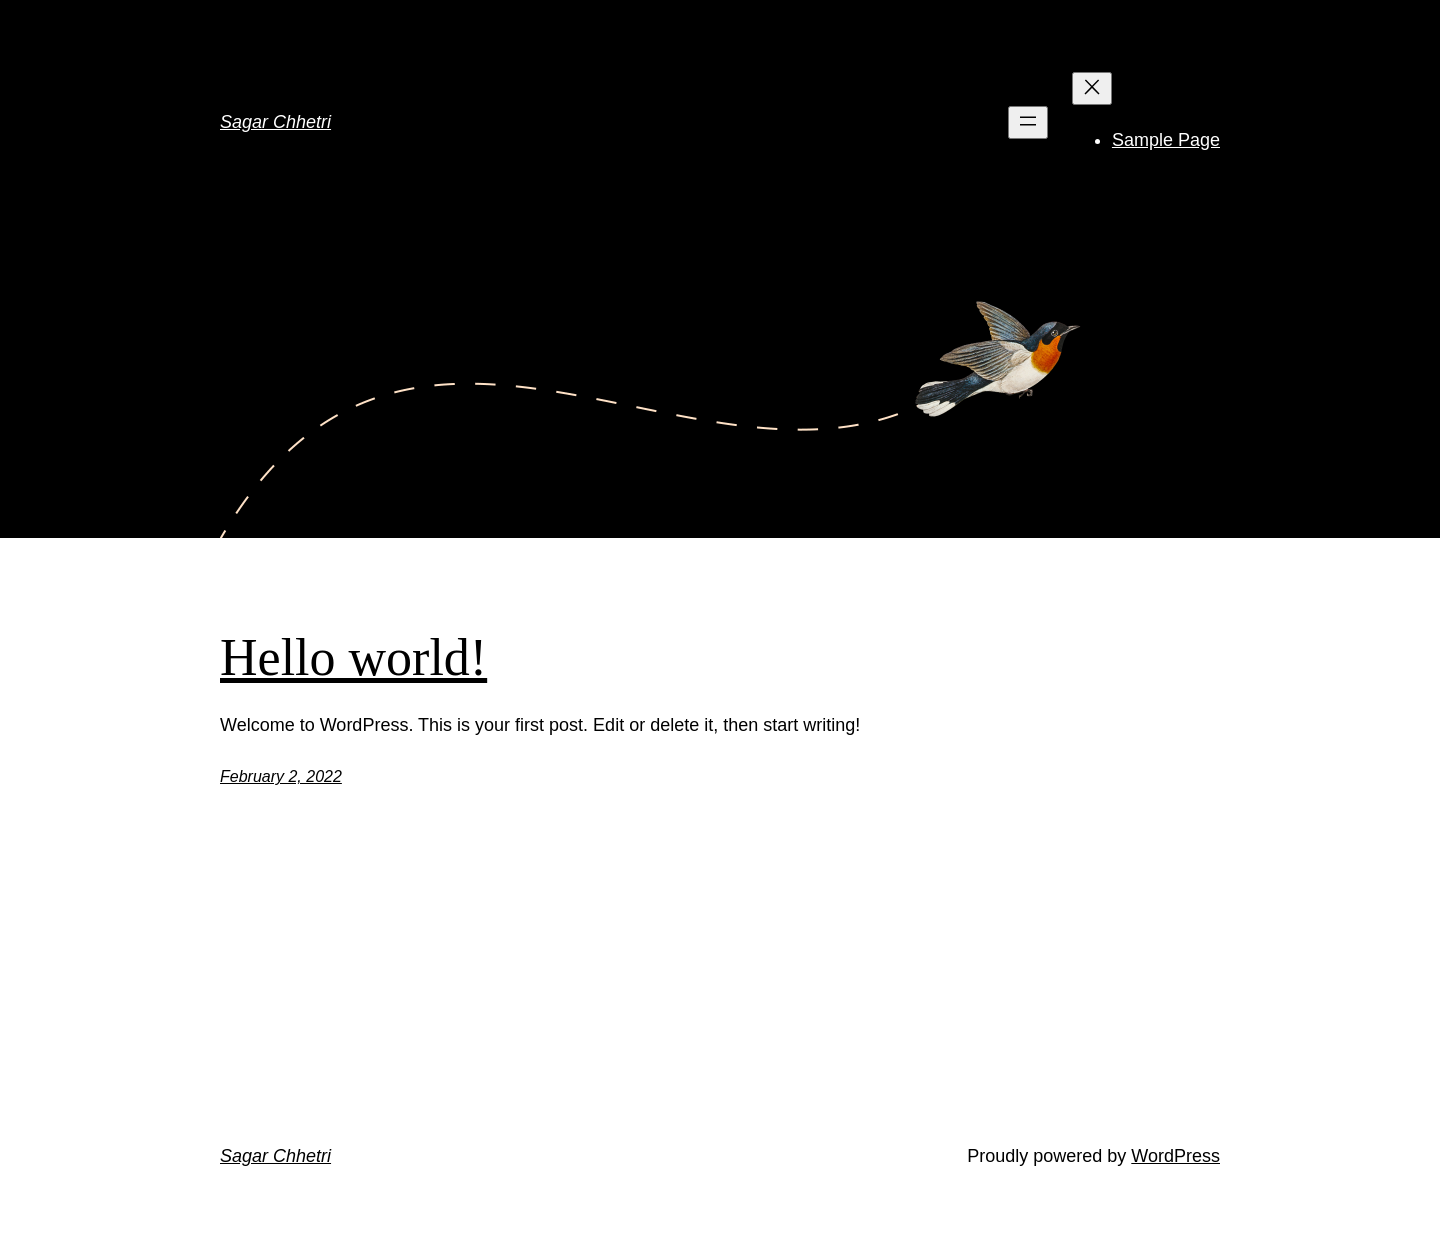 Sagar Chhetri
Sample Page
Hello world!
Welcome to WordPress. This is your first post. Edit or delete it, then start writing!
February 2, 2022
Sagar Chhetri
Proudly powered by WordPress